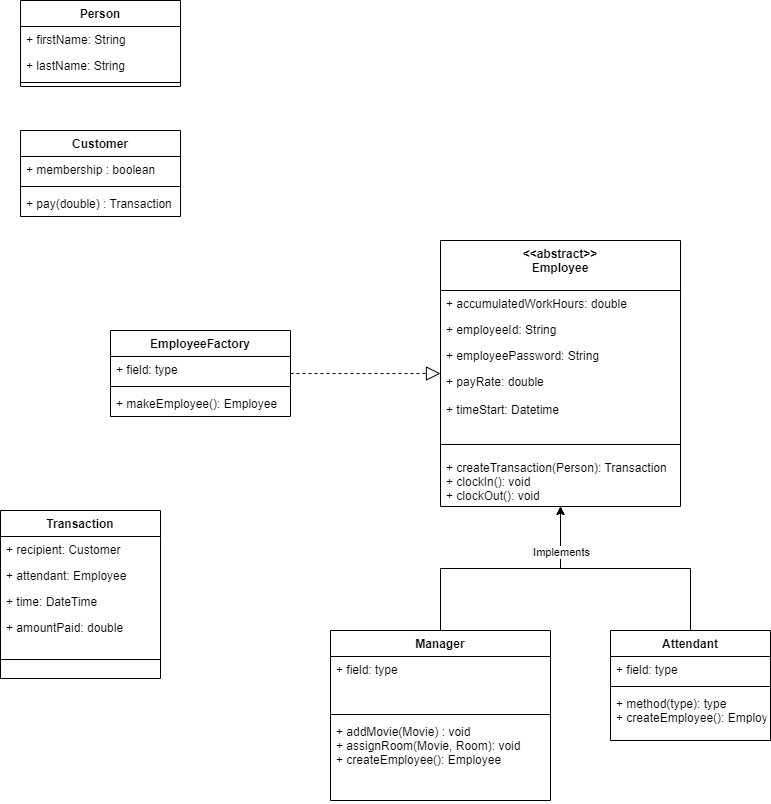 Person
+ firstName: String
+ lastName: String
Customer
+ membership : boolean
+ pay(double) : Transaction
<<abstract>>
Employee
+ accumulatedWorkHours: double
+ employeeId: String
+ employeePassword: String
+ payRate: double
+ timeStart: Datetime
+ createTransaction(Person): Transaction
+ clockIn(): void
+ clockOut(): void
EmployeeFactory
+ field: type
+ makeEmployee(): Employee
Transaction
+ recipient: Customer
+ attendant: Employee
+ time: DateTime
+ amountPaid: double
Implements
Manager
+ field: type
+ addMovie(Movie) : void
+ assignRoom(Movie, Room): void
+ createEmployee(): Employee
Attendant
+ field: type
+ method(type): type
+ createEmployee(): Employ